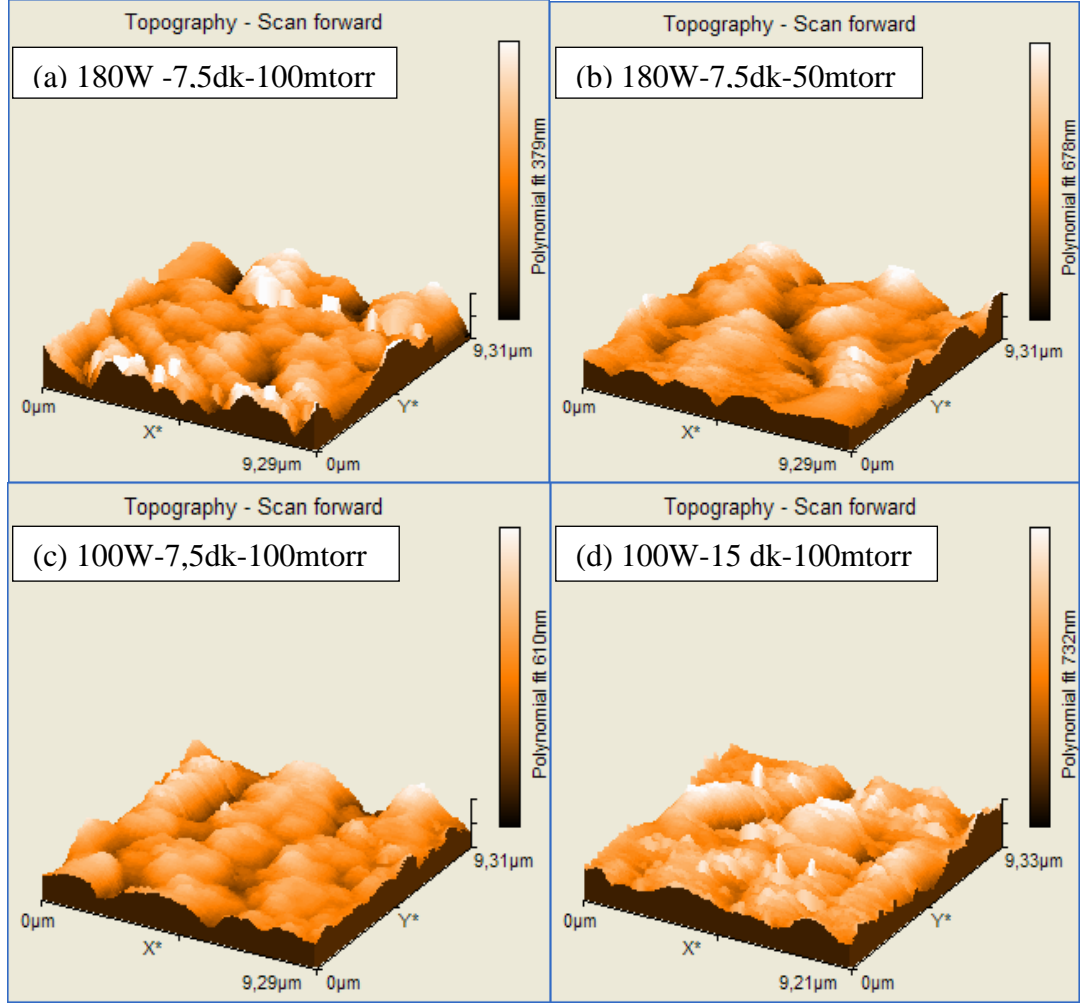 Topography - Scan forward
(a) 180W -7,5dk-100mtorr
Polynomial fit 379nm
0µm
X*
9,29µm
0µm
Y*
9,31µm
Topography - Scan forward
(b) 180W-7,5dk-50mtorr
Polynomial fit 678nm
0µm
X*
9,29µm
0µm
Y*
9,31µm
Topography - Scan forward
(c) 100W-7,5dk-100mtorr
Polynomial fit 610nm
0µm
X*
9,29µm
0µm
Y*
9,31µm
Topography - Scan forward
(d) 100W-15 dk-100mtorr
Polynomial fit 732nm
0µm
X*
9,21µm
0µm
Y*
9,33µm